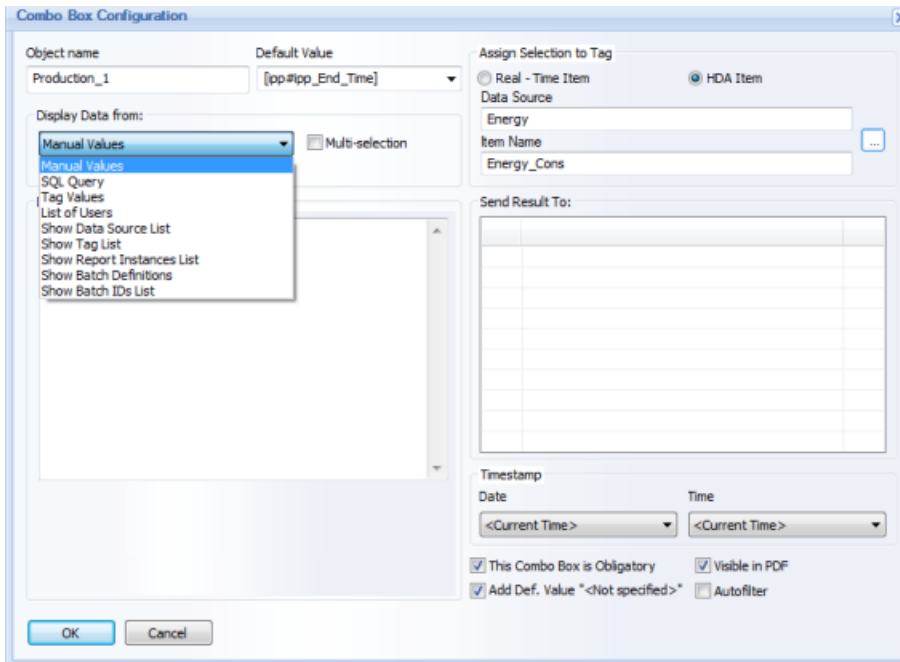 Combo Box Configuration
Object name
Default Value
Production_1
[ipp#ipp_End_Time]
Display Data from:
Manual Values
Multi-selection
Manual Values
SQL Query
Tag Values
List of Users
Show Data Source List
Show Tag List
Show Report Instances List
Show Batch Definitions
Show Batch IDs List
Assign Selection to Tag
Real - Time Item
HDA Item
Data Source
Energy
Item Name
...
Energy_Cons
Send Result To:
Timestamp
Date
Time
<Current Time>
<Current Time>
This Combo Box is Obligatory
Visible in PDF
Add Def. Value "<Not specified>"
Autofilter
OK
Cancel